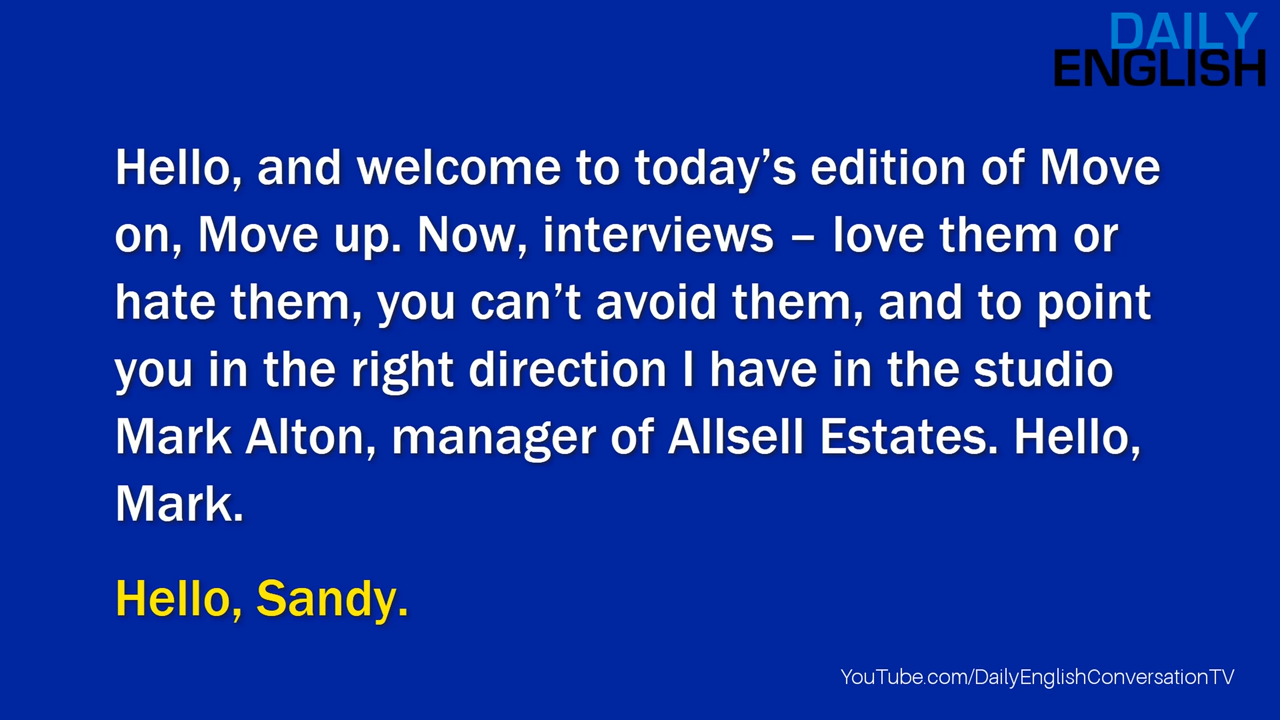 DAILY
ENGLISH
Hello, and welcome to today’s edition of Move
on, Move up. Now, interviews – love them or
hate them, you can’t avoid them, and to point
you in the right direction I have in the studio
Mark Alton, manager of Allsell Estates. Hello,
Mark.
Hello, Sandy.
YouTube.com/DailyEnglishConversationTV